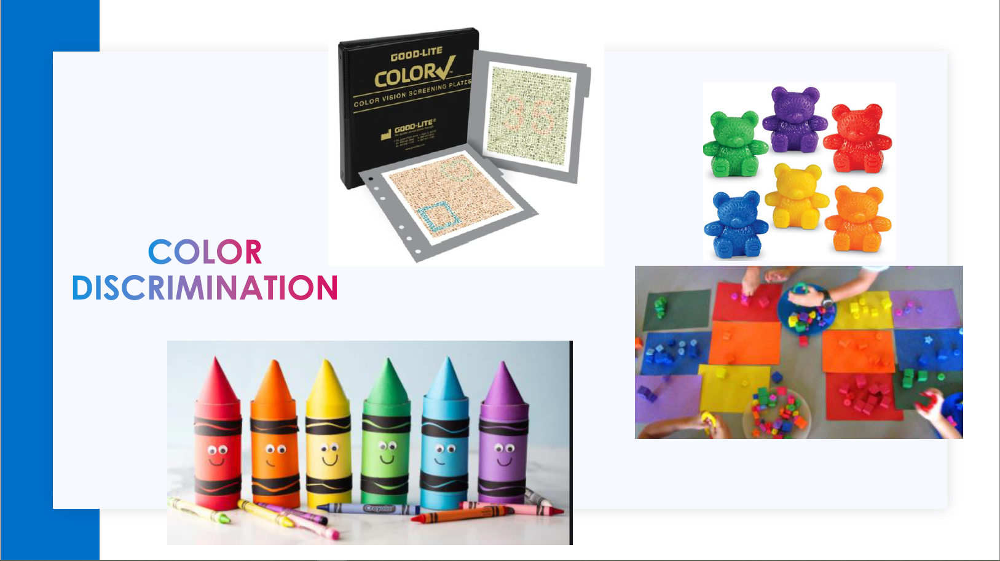 GOOD-LITE
COLOR✓
COLOR VISION SCREENING PLATES
GOOD-LITE®
35
COLOR
DISCRIMINATION
Crayola